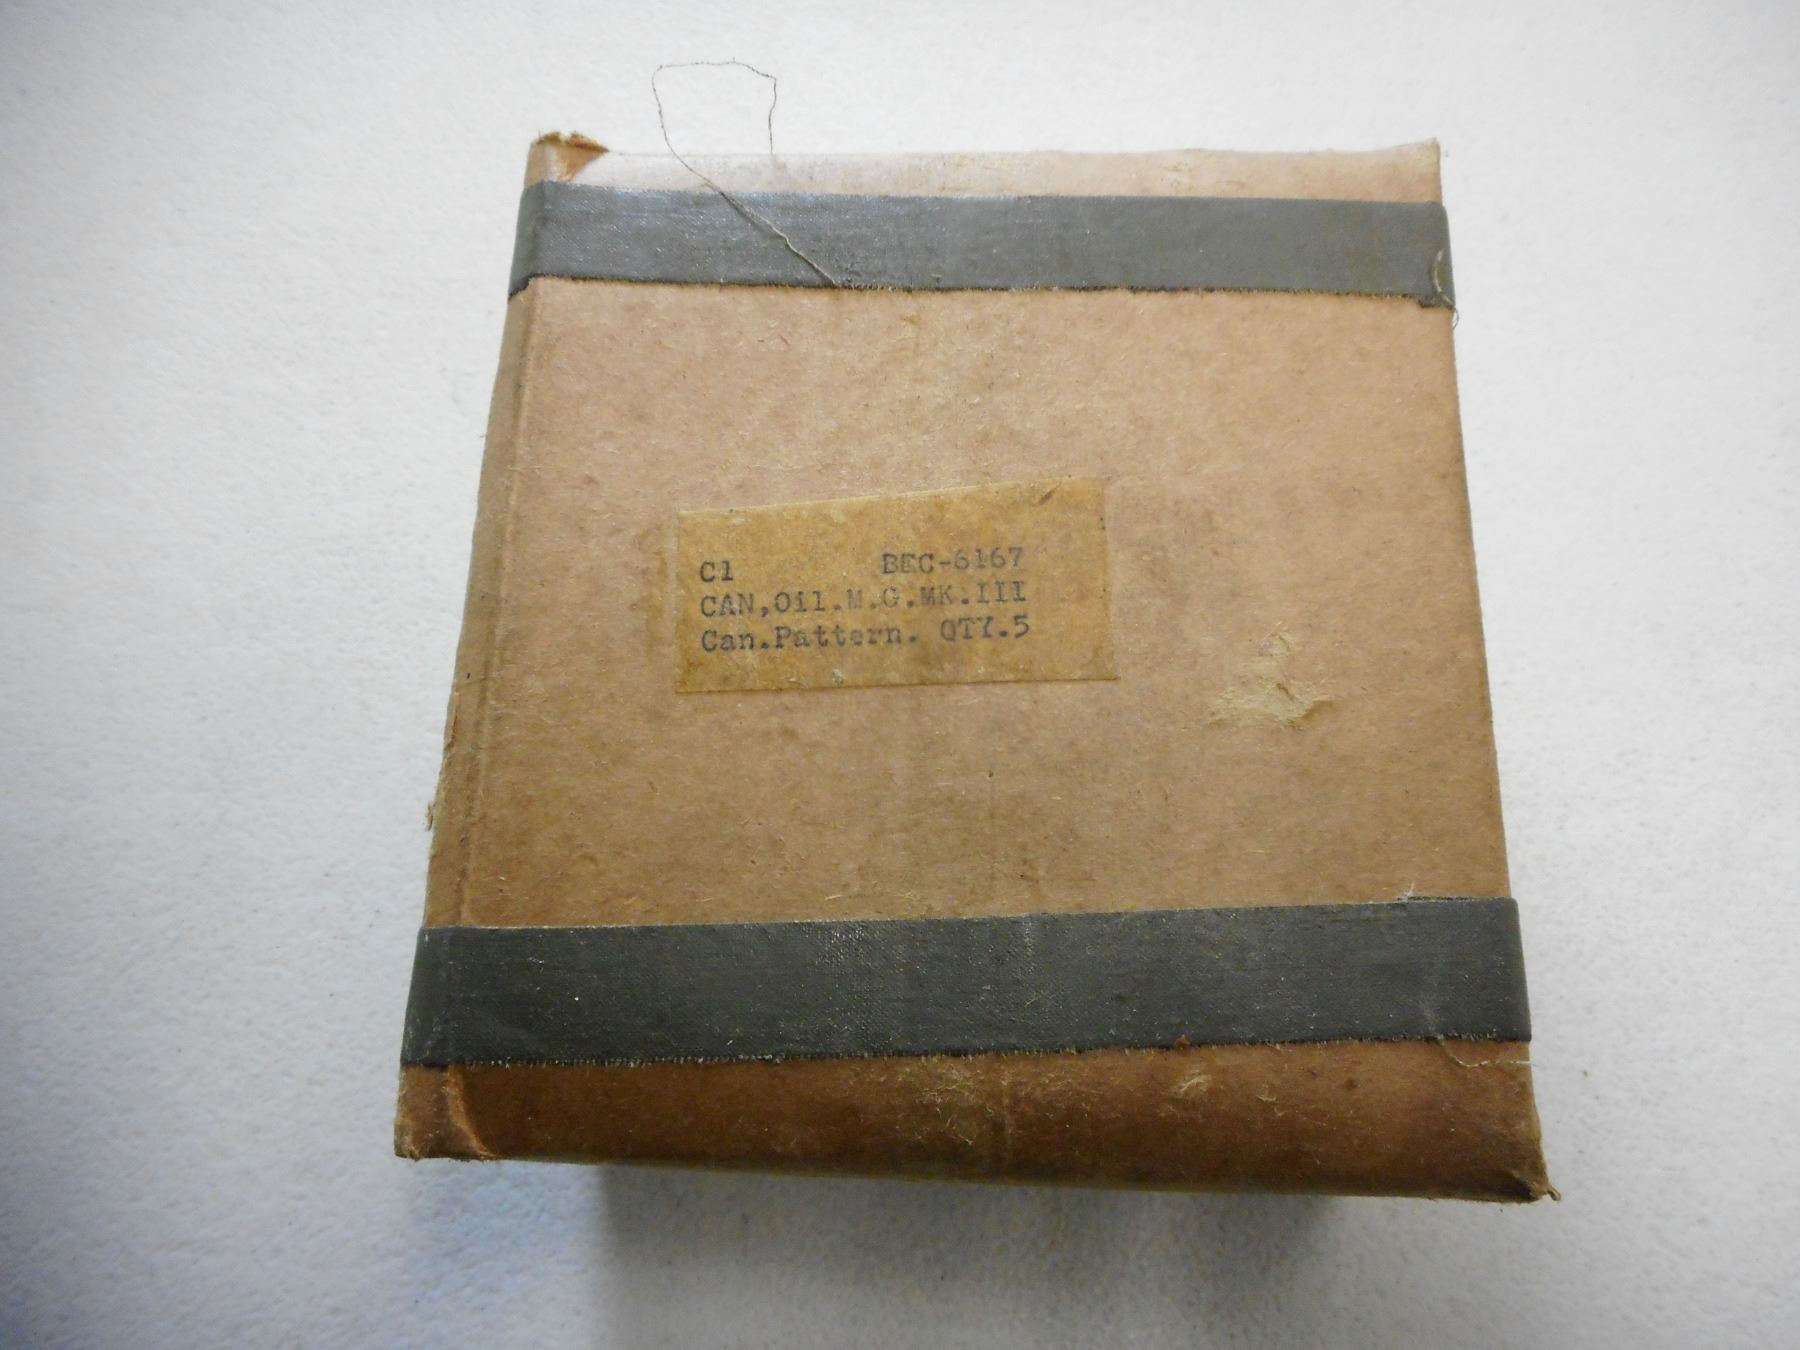 C1 BEC-6167
CAN,Oil.M.G.MK.III
Can.Pattern. QTY.5